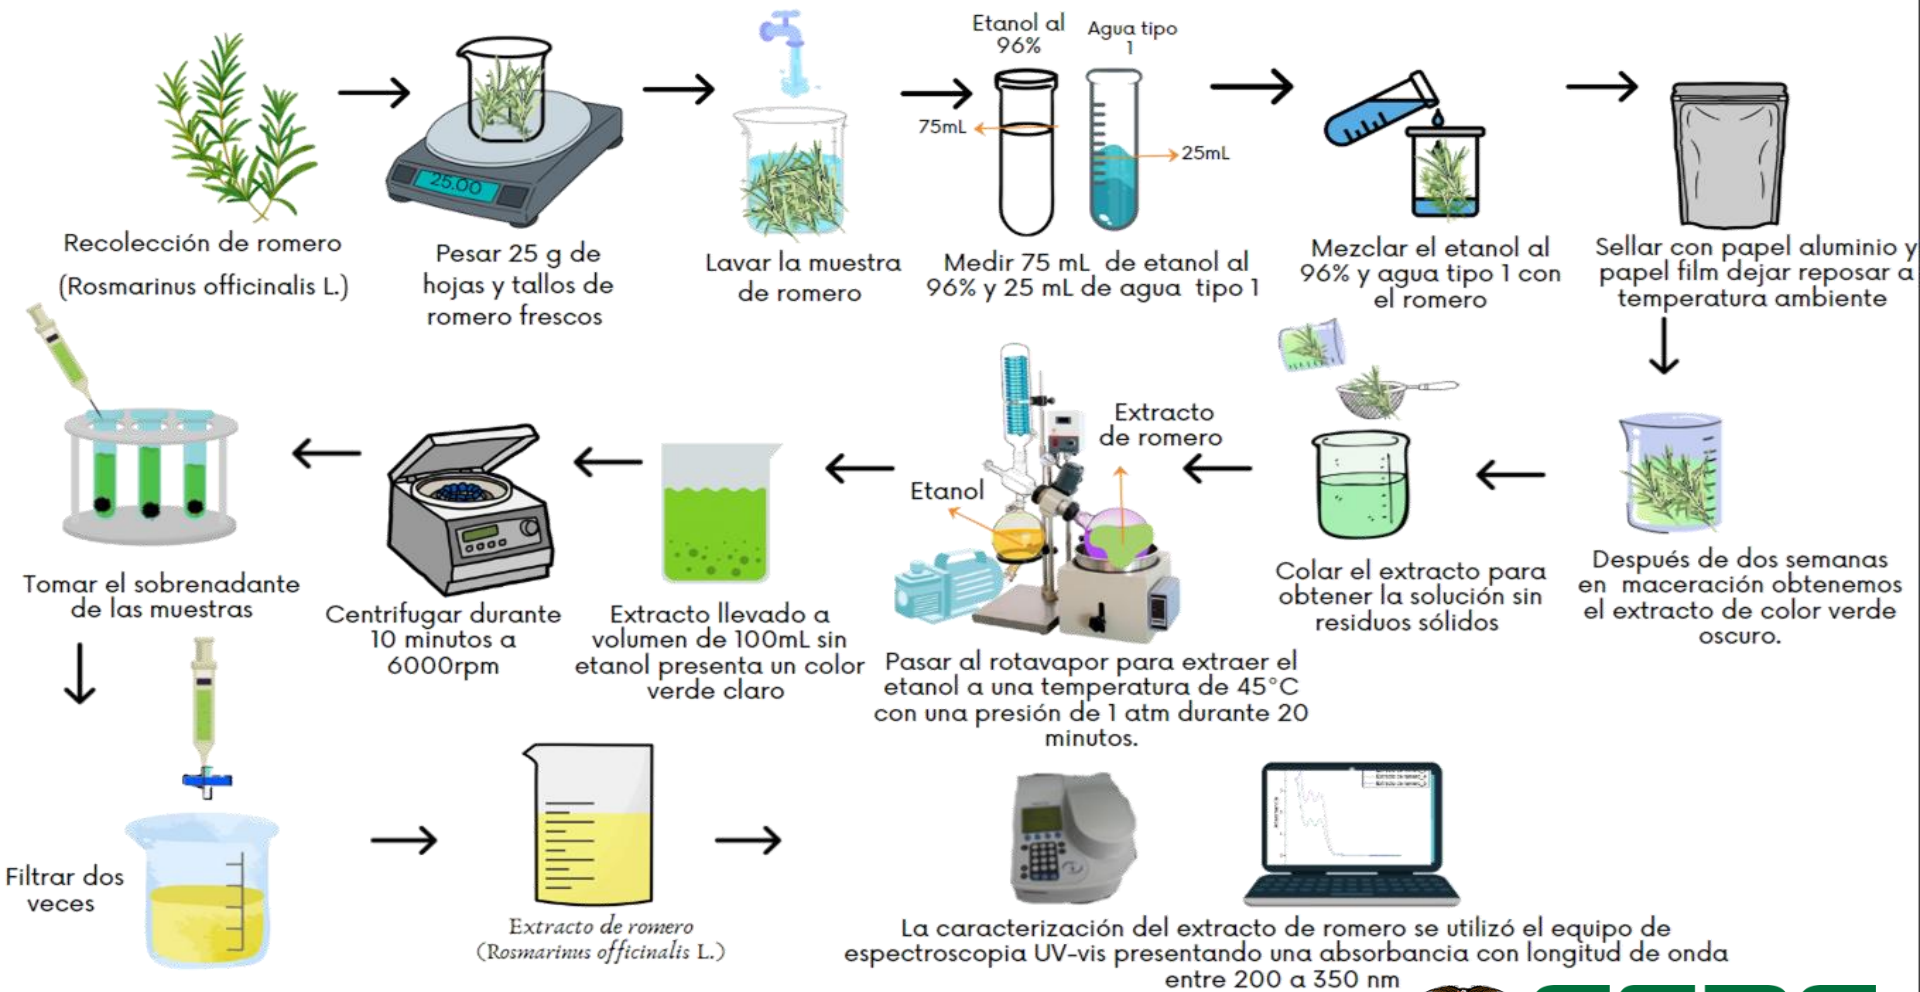 Etanol al
96%
Agua tipo
1
75mL
25mL
25.00
Recolección de romero
(Rosmarinus officinalis L.)
Pesar 25 g de
hojas y tallos de
romero frescos
Lavar la muestra
de romero
Medir 75 mL de etanol al
96% y 25 mL de agua tipo 1
Mezclar el etanol al
96% y agua tipo 1 con
el romero
Sellar con papel aluminio y
papel film dejar reposar a
temperatura ambiente
Después de dos semanas
en maceración obtenemos
el extracto de color verde
oscuro.
Colar el extracto para
obtener la solución sin
residuos sólidos
Extracto
de romero
Etanol
Pasar al rotavapor para extraer el
etanol a una temperatura de 45°C
con una presión de 1 atm durante 20
minutos.
Extracto llevado a
volumen de 100mL sin
etanol presenta un color
verde claro
Centrifugar durante
10 minutos a
6000rpm
Tomar el sobrenadante
de las muestras
Filtrar dos
veces
Extracto de romero
(Rosmarinus officinalis L.)
La caracterización del extracto de romero se utilizó el equipo de
espectroscopia UV-vis presentando una absorbancia con longitud de onda
entre 200 a 350 nm